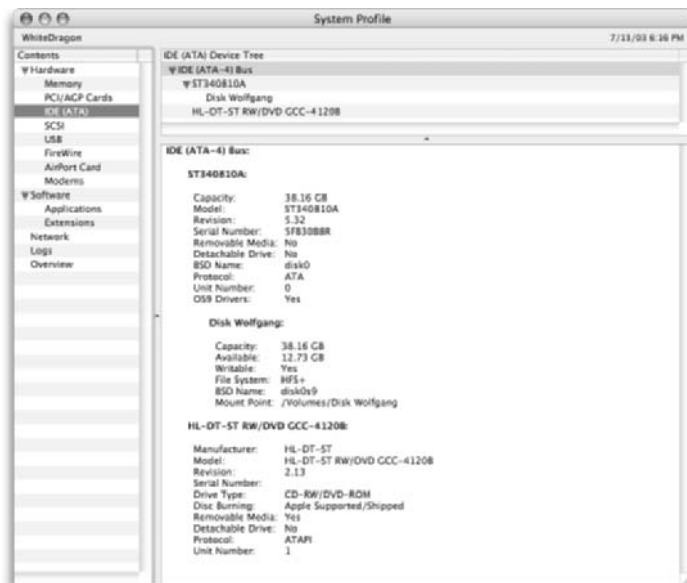 System Profile
WhiteDragon
7/13/03 6:16 PM
Contents
Hardware
Memory
PCI/AGP Cards
IDE (ATA)
SCSI
USB
FireWire
AirPort Card
Modems
Software
Applications
Extensions
Network
Logs
Overview
IDE (ATA) Device Tree
IDE (ATA-4) Bus
ST340810A
Disk Wolfgang
HL-DT-ST RW/DVD GCC-4120B
IDE (ATA-4) Bus:
ST340810A:
Capacity: 38.16 GB
Model: ST340810A
Revision: 5.32
Serial Number: 5FB30BBR
Removable Media: No
Detachable Drive: No
BSD Name: disk0
Protocol: ATA
Unit Number: 0
OS9 Drivers: Yes
Disk Wolfgang:
Capacity: 38.16 GB
Available: 12.73 GB
Writable: Yes
File System: HFS+
BSD Name: disk0s9
Mount Point: /Volumes/Disk Wolfgang
HL-DT-ST RW/DVD GCC-4120B:
Manufacturer: HL-DT-ST
Model: HL-DT-ST RW/DVD GCC-4120B
Revision: 2.13
Serial Number:
Drive Type: CD-RW/DVD-ROM
Disc Burning: Apple Supported/Shipped
Removable Media: Yes
Detachable Drive: No
Protocol: ATAPI
Unit Number: 1